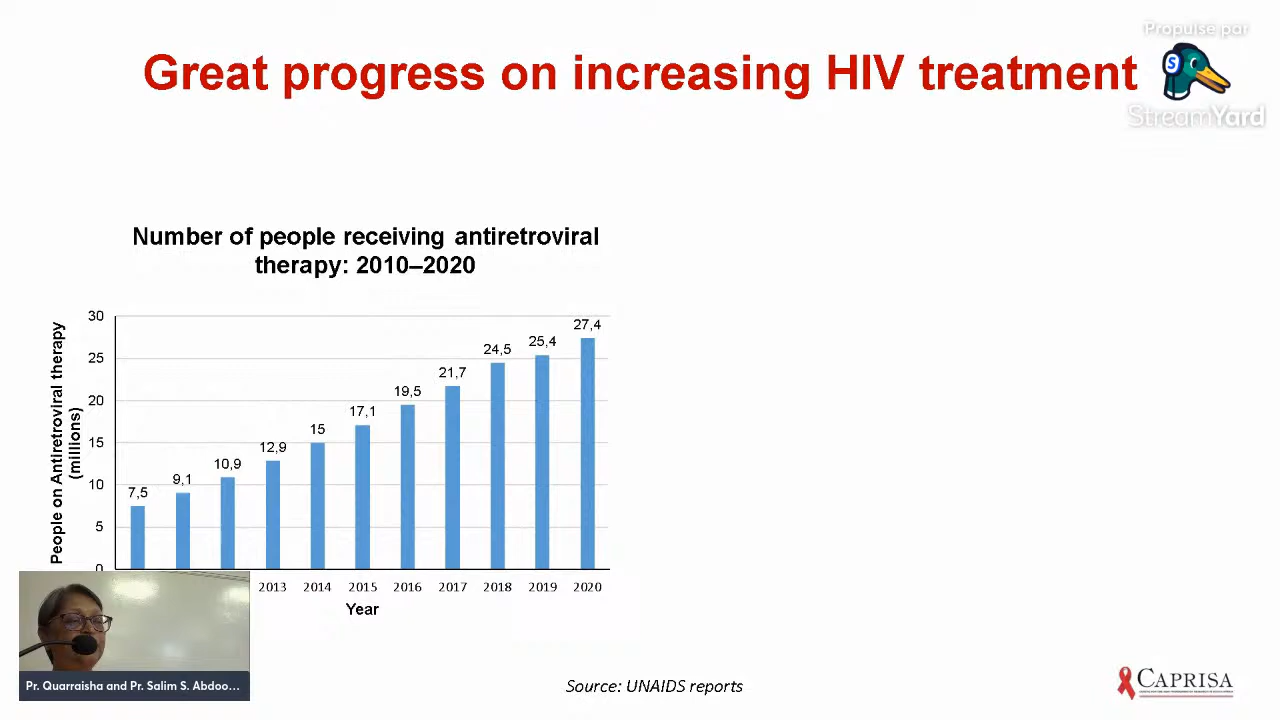 Propulsé par
StreamYard
Great progress on increasing HIV treatment
Number of people receiving antiretroviral
therapy: 2010–2020
People on Antiretroviral therapy
(millions)
30
25
20
15
10
5
0
7,5
9,1
10,9
12,9
15
17,1
19,5
21,7
24,5
25,4
27,4
2013
2014
2015
2016
2017
2018
2019
2020
Year
Pr. Quarraisha and Pr. Salim S. Abdoo...
Source: UNAIDS reports
CAPRISA